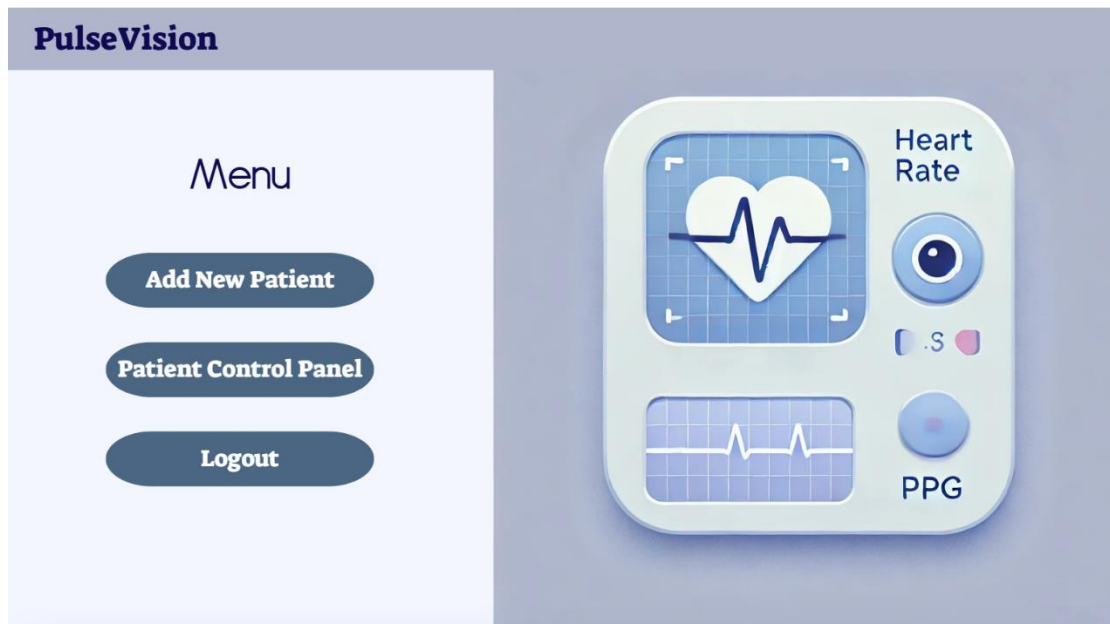 PulseVision
Menu
Add New Patient
Patient Control Panel
Logout
Heart
Rate
.S
PPG